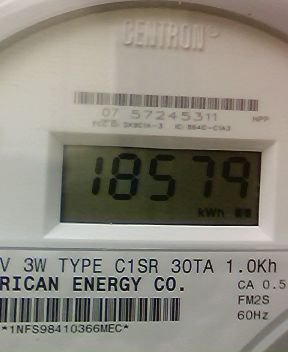 CENTRON®
07 57245311
HPP
18579
kWh
V 3W TYPE C1SR 30TA 1.0Kh
RICAN ENERGY CO.
CA 0.5
FM2S
60Hz
*1NFS98410366MEC*